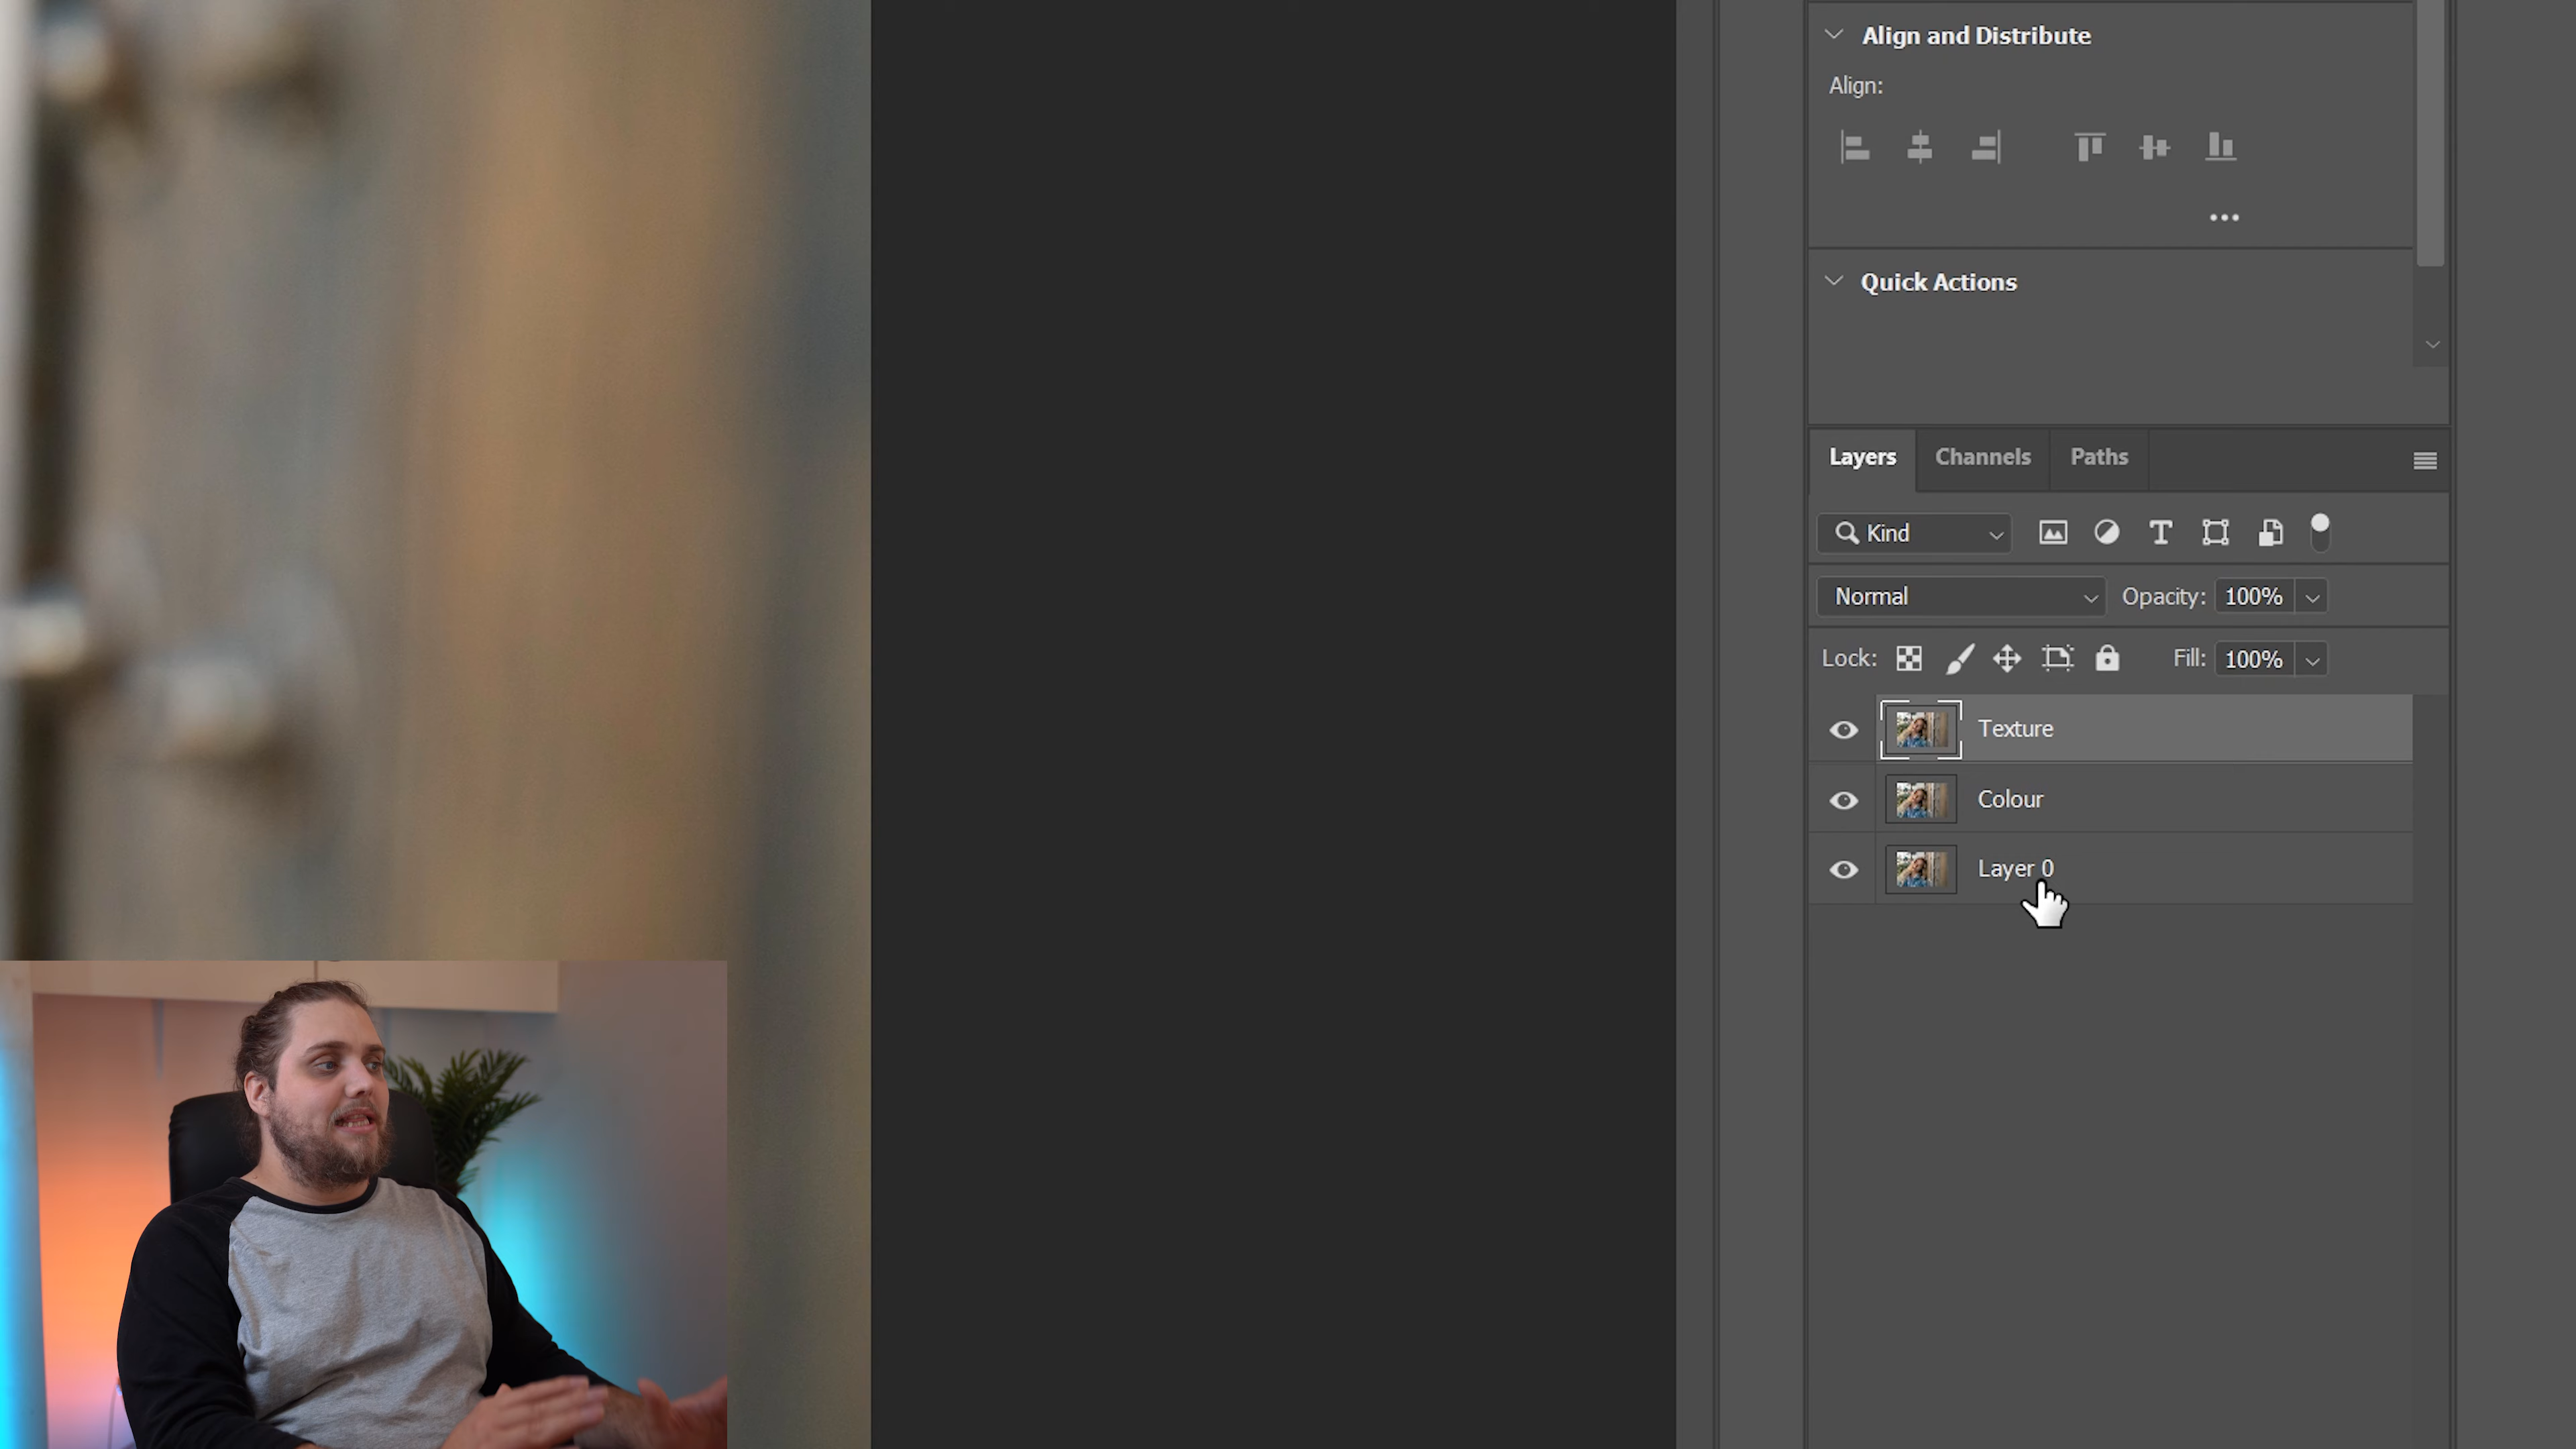 Align and Distribute
Align:
Quick Actions
Layers Channels Paths
Kind
Normal Opacity: 100%
Lock: Fill: 100%
Texture
Colour
Layer 0